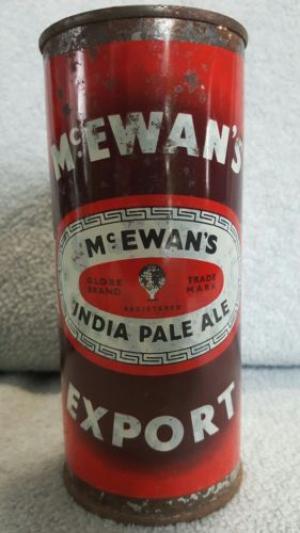 McEWAN'S
McEWAN'S
GLOBE BRAND
TRADE MARK
REGISTERED
INDIA PALE ALE
EXPORT